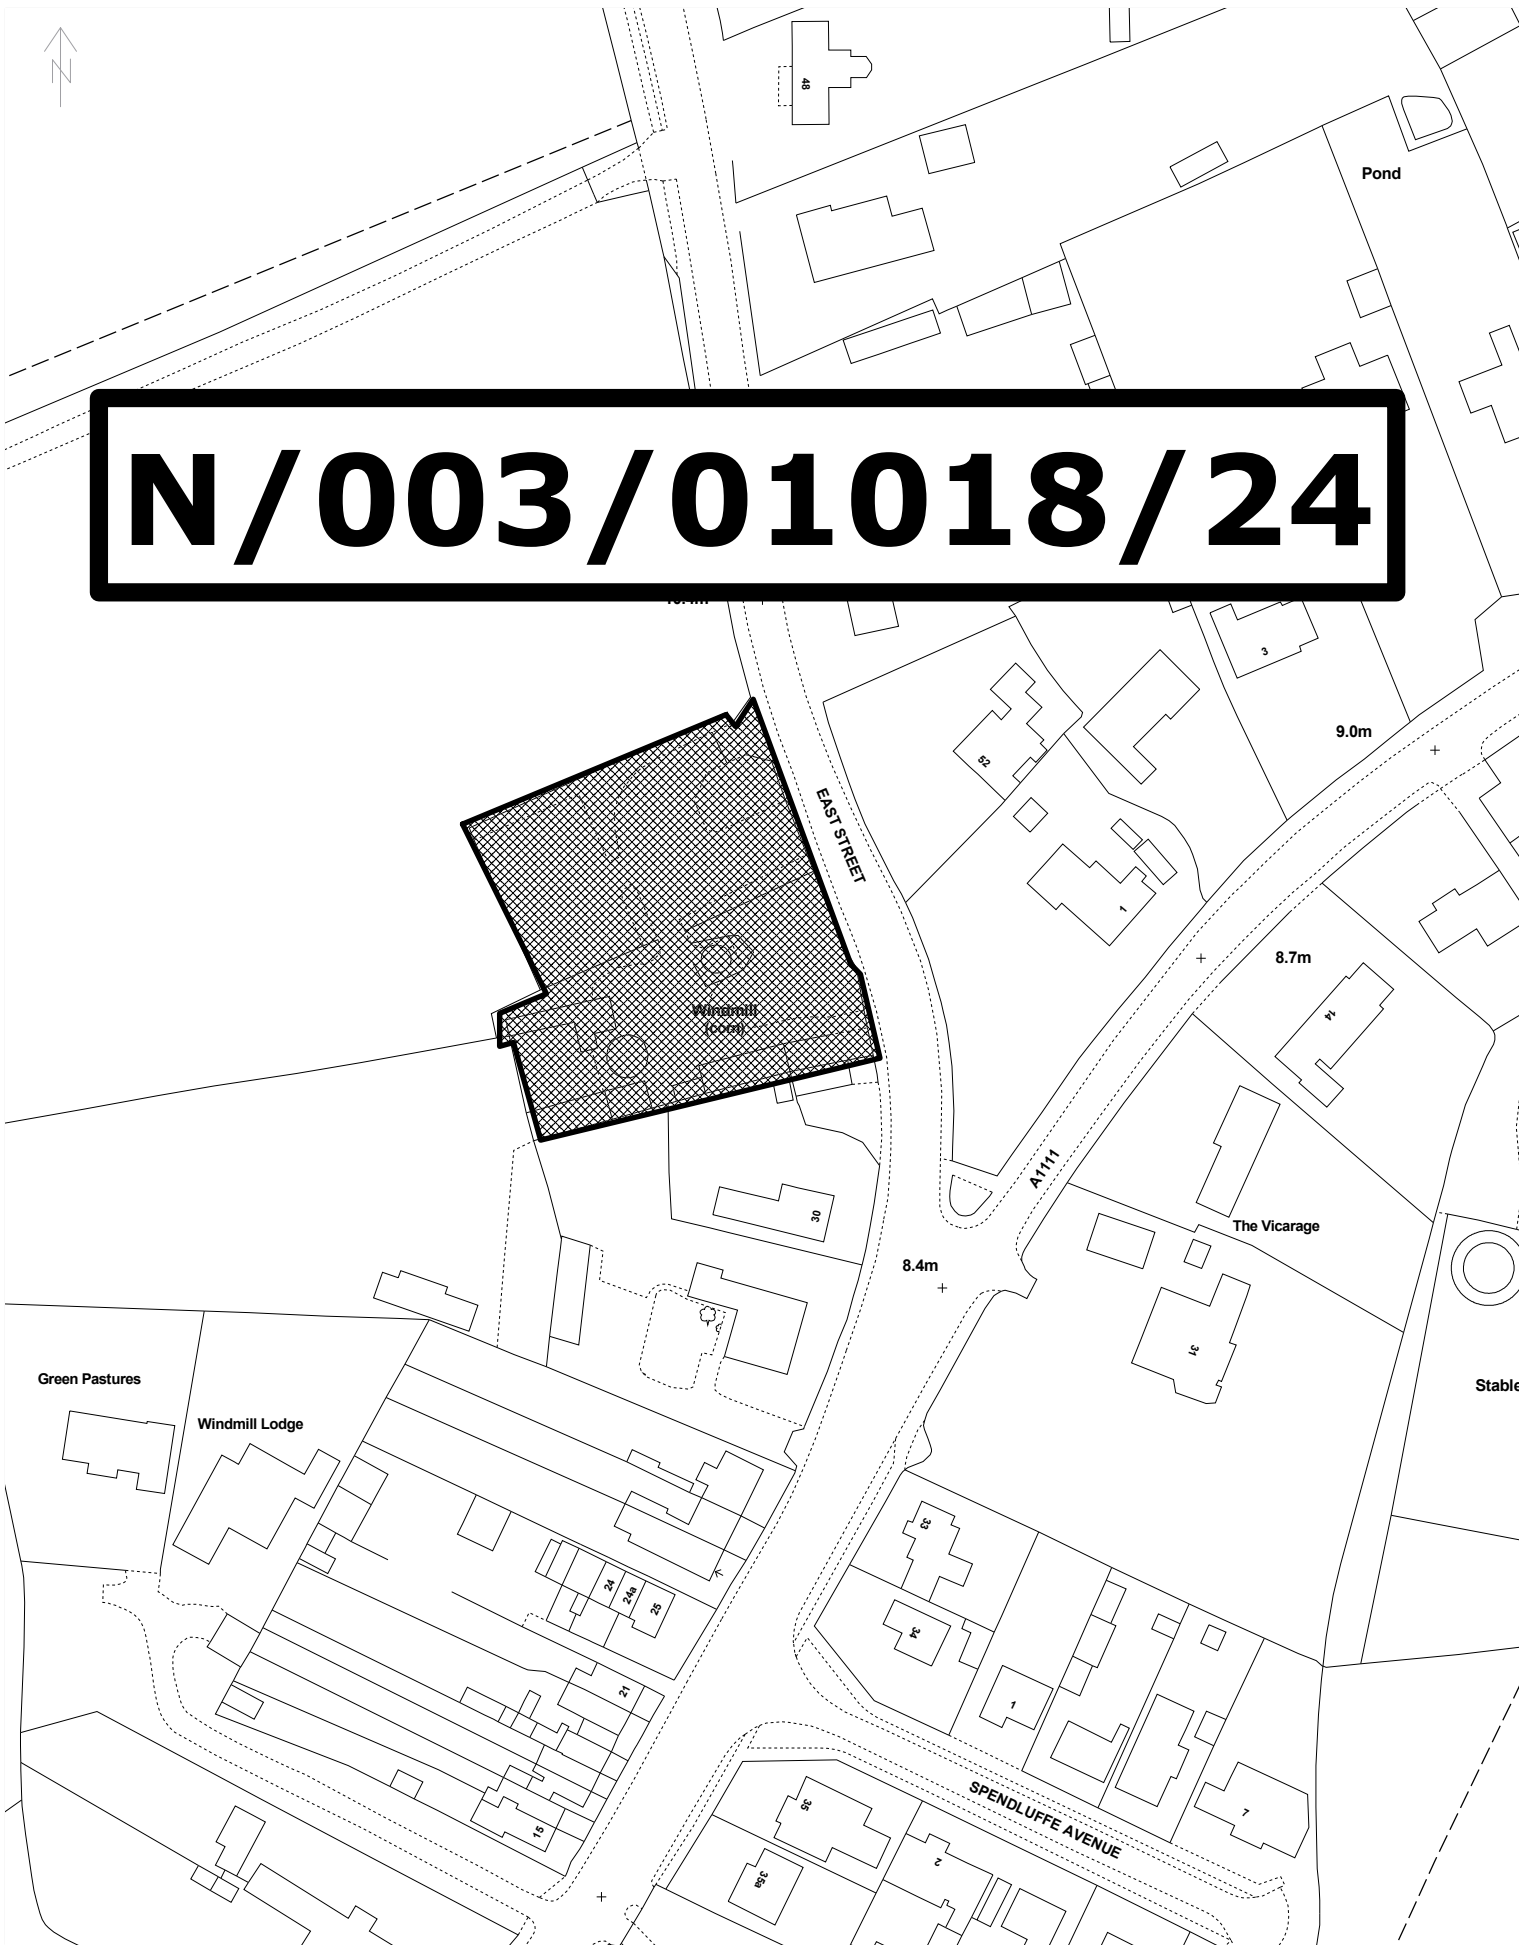 N
48
Pond
N/003/01018/24
3
9.0m
52
EAST STREET
1
8.7m
14
Windmill
(corn)
A1111
30
The Vicarage
8.4m
31
Green Pastures
Stable
Windmill Lodge
33
24
24a
25
34
21
1
SPENDLUFFE AVENUE
35
7
15
2
35a